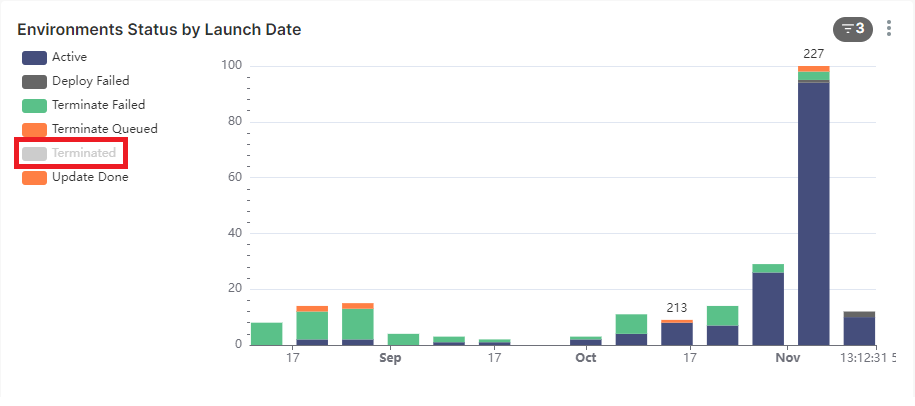 Environments Status by Launch Date
3
Active
Deploy Failed
Terminate Failed
Terminate Queued
Terminated
Update Done
227
100
80
60
40
20
0
213
17 Sep 17 Oct 17 Nov 13:12:31 5